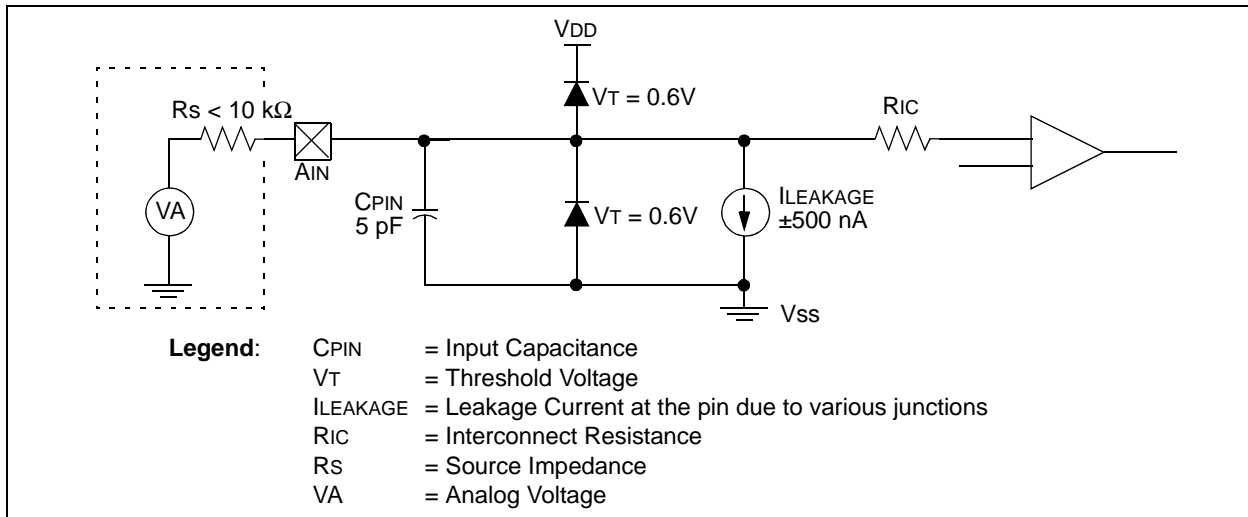 VDD
VT = 0.6V
RS < 10 kΩ
RIC
AIN
VA
CPIN
5 pF
VT = 0.6V
ILEAKAGE
±500 nA
VSS
Legend:
CPIN = Input Capacitance
VT = Threshold Voltage
ILEAKAGE = Leakage Current at the pin due to various junctions
RIC = Interconnect Resistance
RS = Source Impedance
VA = Analog Voltage